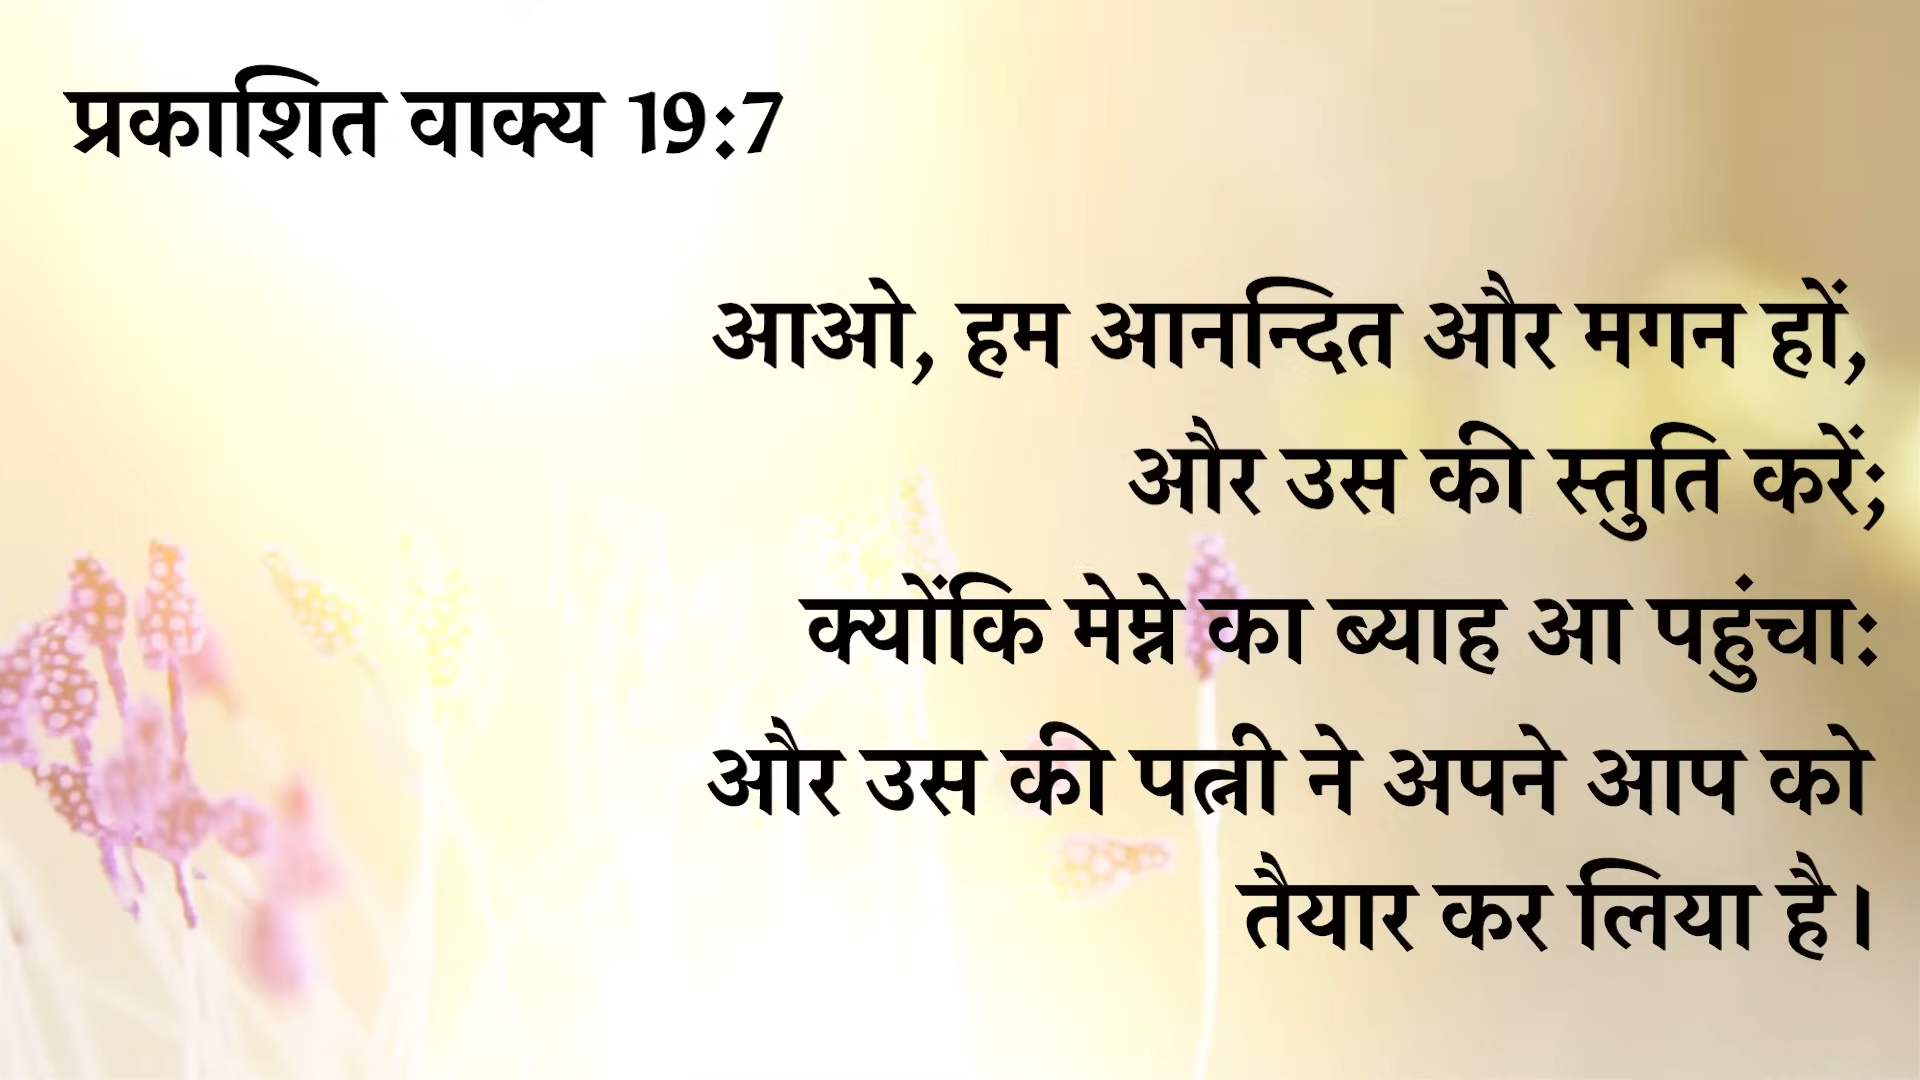 प्रकाशित वाक्य 19:7
आओ, हम आनन्दित और मगन हों,
और उस की स्तुति करें;
क्योंकि मेम्ने का ब्याह आ पहुंचा:
और उस की पत्नी ने अपने आप को
तैयार कर लिया है।